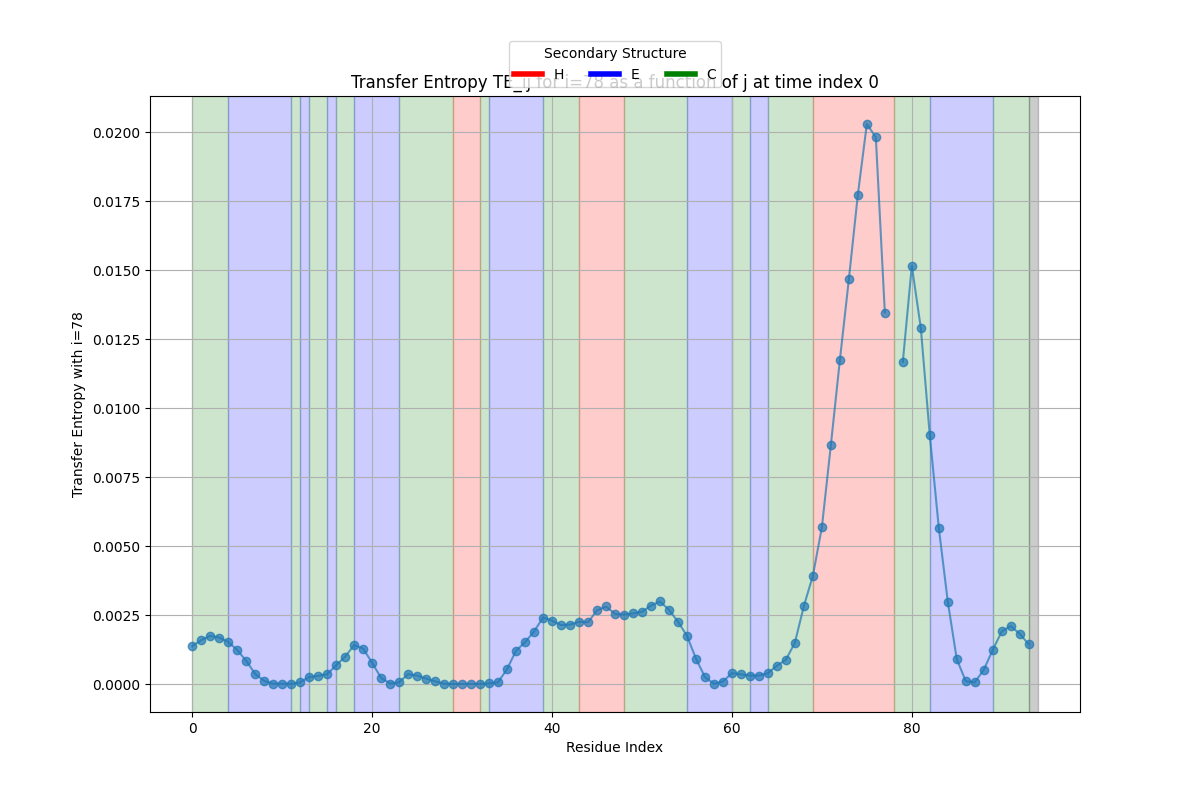 Secondary Structure
H E C
Transfer Entropy TE_ij for i=78 as a function of j at time index 0
0.0200
0.0175
0.0150
0.0125
0.0100
0.0075
0.0050
0.0025
0.0000
Transfer Entropy with i=78
0 20 40 60 80
Residue Index